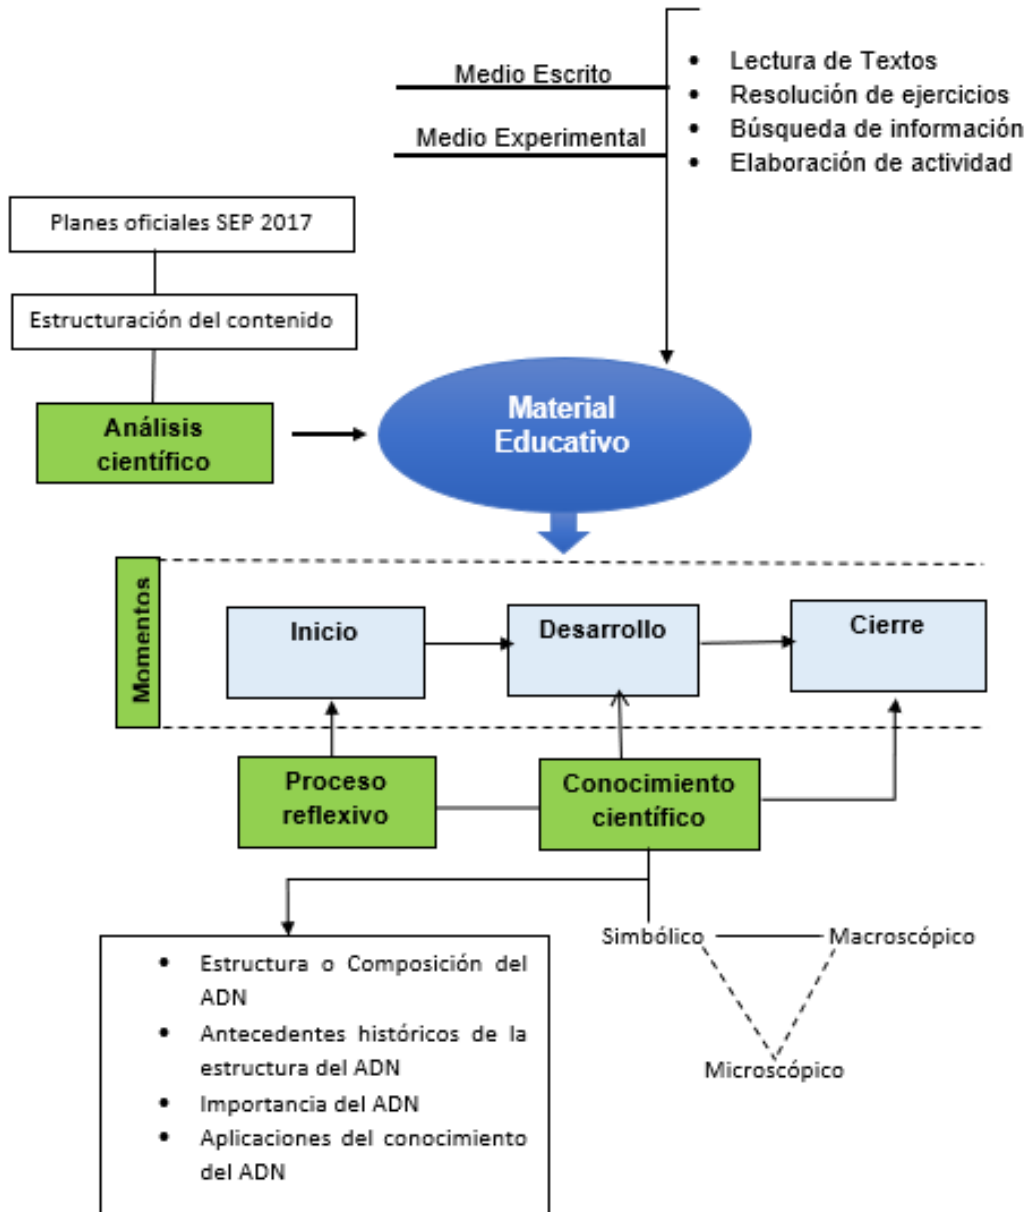 Medio Escrito
Medio Experimental
• Lectura de Textos
• Resolución de ejercicios
• Búsqueda de información
• Elaboración de actividad
Planes oficiales SEP 2017
Estructuración del contenido
Análisis
científico
Material
Educativo
Momentos
Inicio
Desarrollo
Cierre
Proceso
reflexivo
Conocimiento
científico
Simbólico
Macroscópico
Microscópico
• Estructura o Composición del
ADN
• Antecedentes históricos de la
estructura del ADN
• Importancia del ADN
• Aplicaciones del conocimiento
del ADN